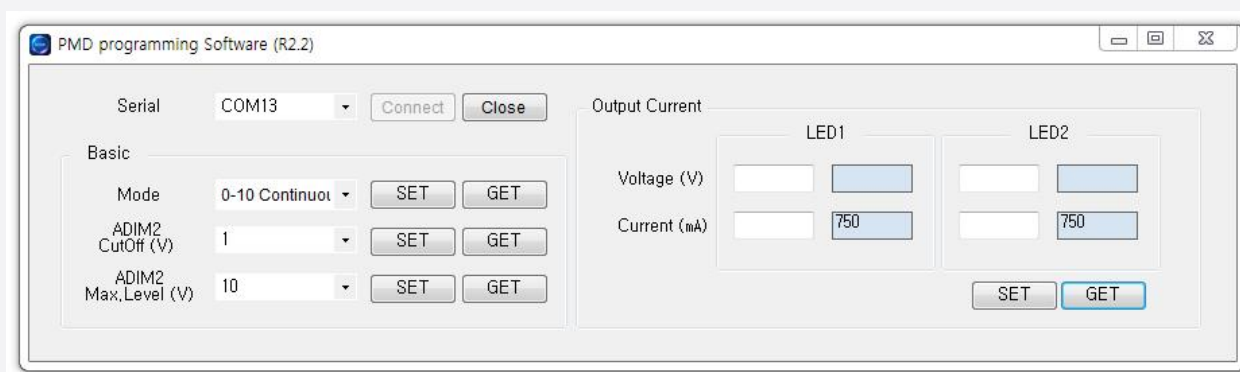 PMD programming Software (R2.2)
Serial COM13 Connect Close
Basic
Mode 0-10 Continuou SET GET
ADIM2
CutOff (V) 1 SET GET
ADIM2
Max,Level (V) 10 SET GET
Output Current
LED1 LED2
Voltage (V)
Current (mA) 750 750
SET GET